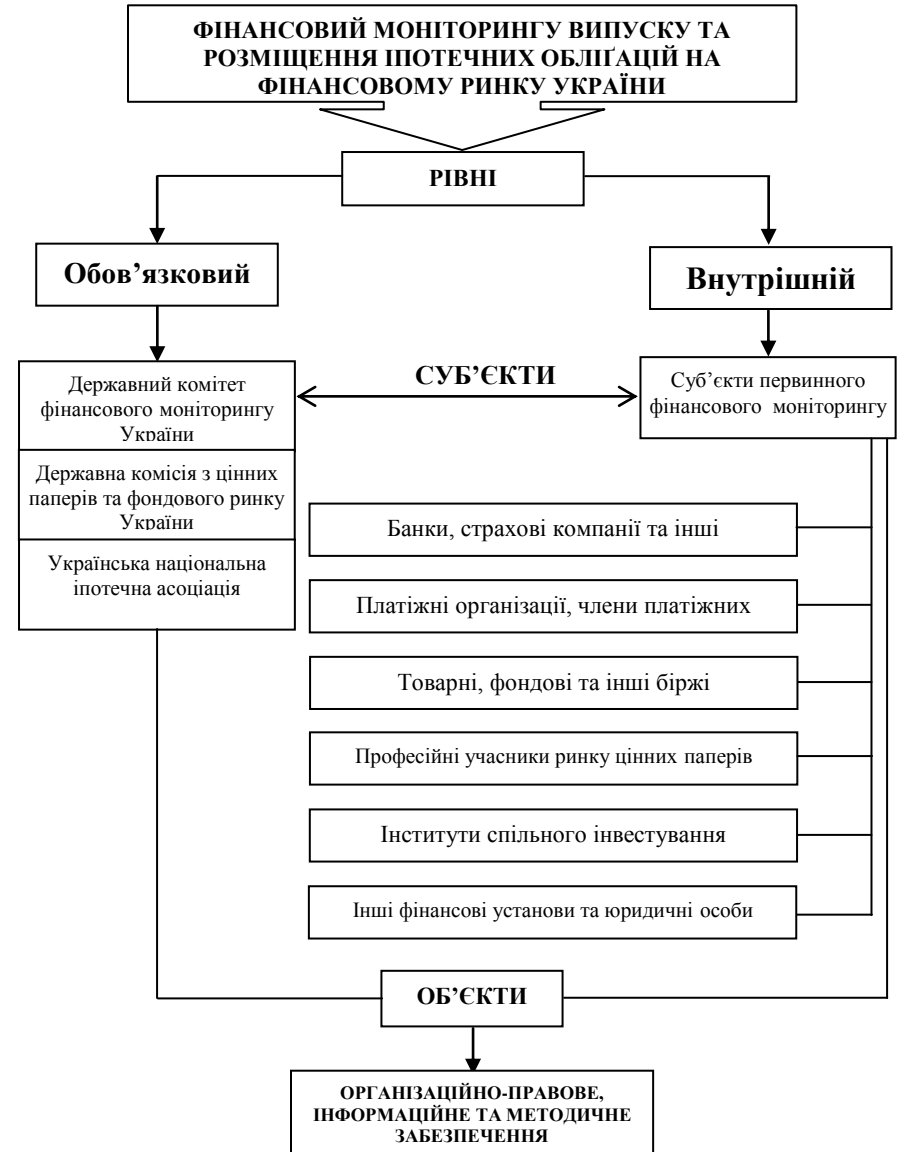 ФІНАНСОВИЙ МОНІТОРИНГУ ВИПУСКУ ТА
РОЗМІЩЕННЯ ІПОТЕЧНИХ ОБЛІҐАЦІЙ НА
ФІНАНСОВОМУ РИНКУ УКРАЇНИ
РІВНІ
Обов’язковий
Внутрішній
Державний комітет
фінансового моніторингу
України
СУБ’ЄКТИ
Суб’єкти первинного
фінансового моніторингу
Державна комісія з цінних
паперів та фондового ринку
України
Українська національна
іпотечна асоціація
Банки, страхові компанії та інші
Платіжні організації, члени платіжних
Товарні, фондові та інші біржі
Професійні учасники ринку цінних паперів
Інститути спільного інвестування
Інші фінансові установи та юридичні особи
ОБ’ЄКТИ
ОРГАНІЗАЦІЙНО-ПРАВОВЕ,
ІНФОРМАЦІЙНЕ ТА МЕТОДИЧНЕ
ЗАБЕЗПЕЧЕННЯ